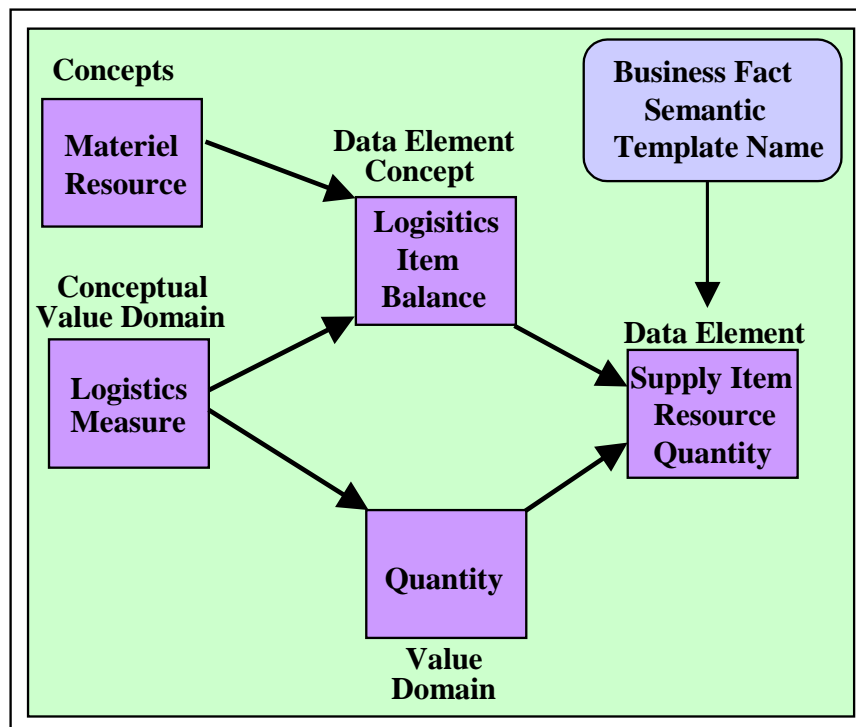 Concepts
Materiel
Resource
Data Element
Concept
Logisitics
Item
Balance
Business Fact
Semantic
Template Name
Conceptual
Value Domain
Logistics
Measure
Data Element
Supply Item
Resource
Quantity
Quantity
Value
Domain